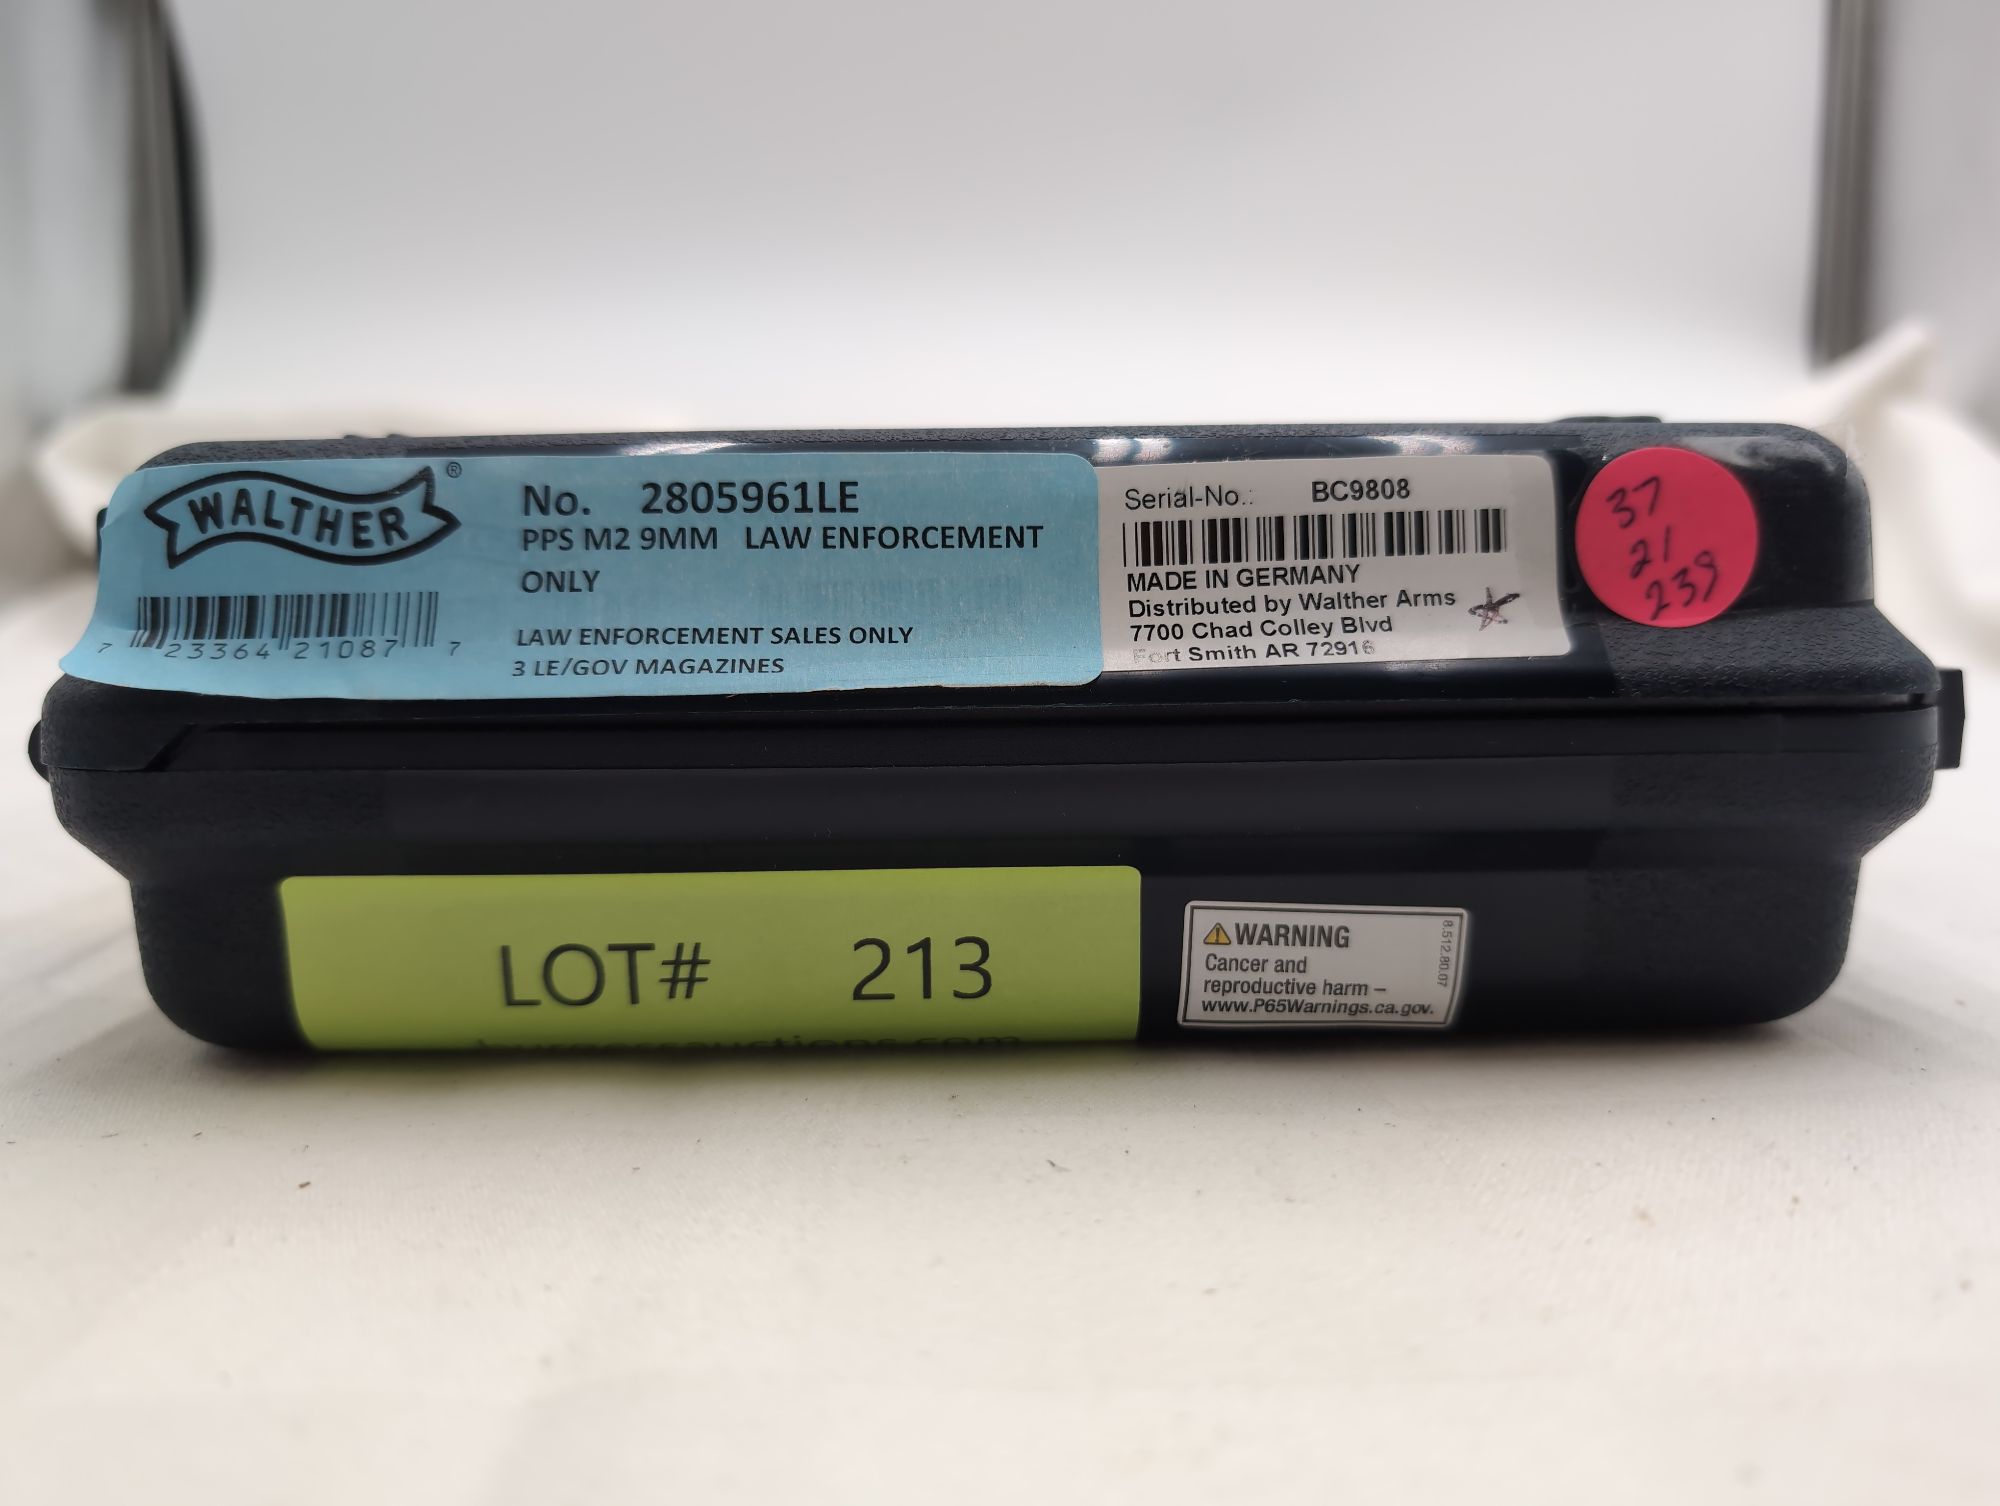 WALTHER ®
No. 2805961LE
PPS M2 9MM LAW ENFORCEMENT
ONLY
LAW ENFORCEMENT SALES ONLY
3 LE/GOV MAGAZINES
7 23364 21087 7
Serial-No.: BC9808
MADE IN GERMANY
Distributed by Walther Arms
7700 Chad Colley Blvd
Fort Smith AR 72916
37
21
239
LOT# 213
burgessauctions.com
⚠WARNING
Cancer and
reproductive harm –
www.P65Warnings.ca.gov.
8.512.80.07